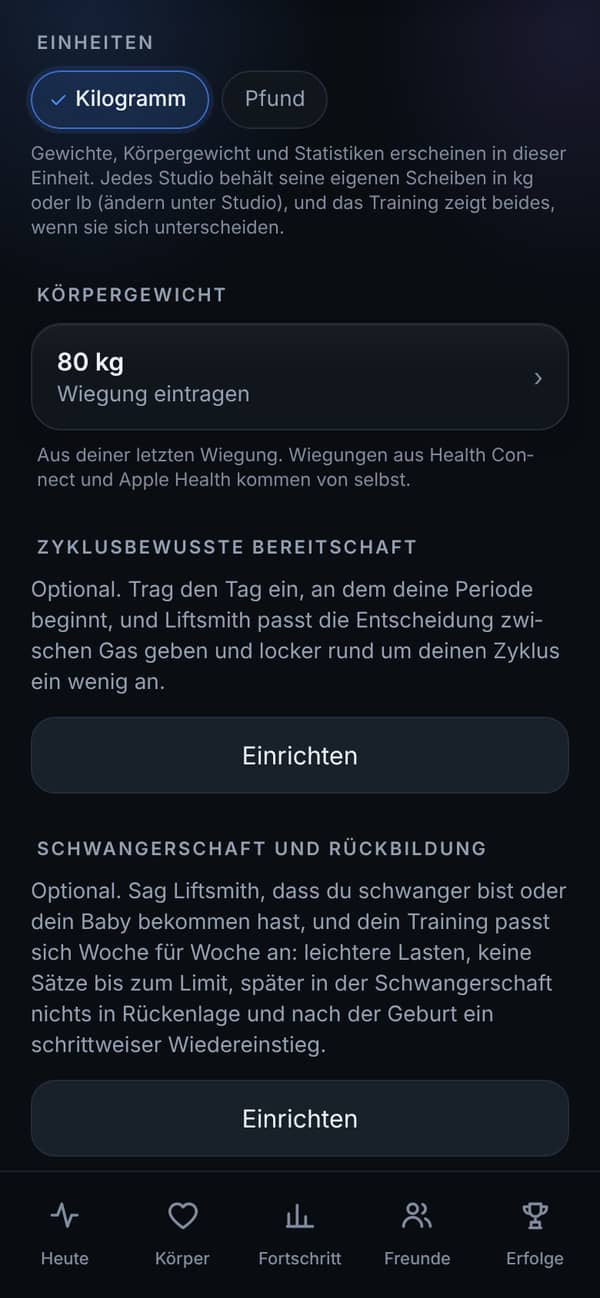 EINHEITEN
Kilogramm
Pfund
Gewichte, Körpergewicht und Statistiken erscheinen in dieser
Einheit. Jedes Studio behält seine eigenen Scheiben in kg
oder lb (ändern unter Studio), und das Training zeigt beides,
wenn sie sich unterscheiden.
KÖRPERGEWICHT
80 kg
Wiegung eintragen
Aus deiner letzten Wiegung. Wiegungen aus Health Con-
nect und Apple Health kommen von selbst.
ZYKLUSBEWUSSTE BEREITSCHAFT
Optional. Trag den Tag ein, an dem deine Periode
beginnt, und Liftsmith passt die Entscheidung zwi-
schen Gas geben und locker rund um deinen Zyklus
ein wenig an.
Einrichten
SCHWANGERSCHAFT UND RÜCKBILDUNG
Optional. Sag Liftsmith, dass du schwanger bist oder
dein Baby bekommen hast, und dein Training passt
sich Woche für Woche an: leichtere Lasten, keine
Sätze bis zum Limit, später in der Schwangerschaft
nichts in Rückenlage und nach der Geburt ein
schrittweiser Wiedereinstieg.
Einrichten
Heute
Körper
Fortschritt
Freunde
Erfolge